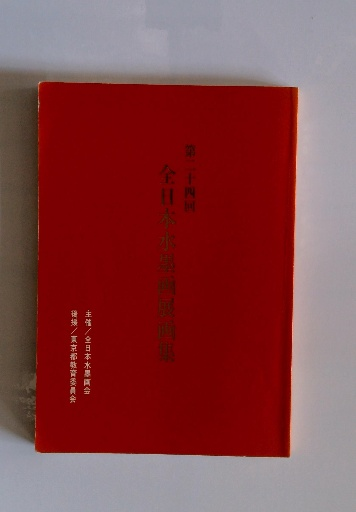 第二十四回
全日本水墨画展画集
主催／全日本水墨画会
後援／東京都教育委員会